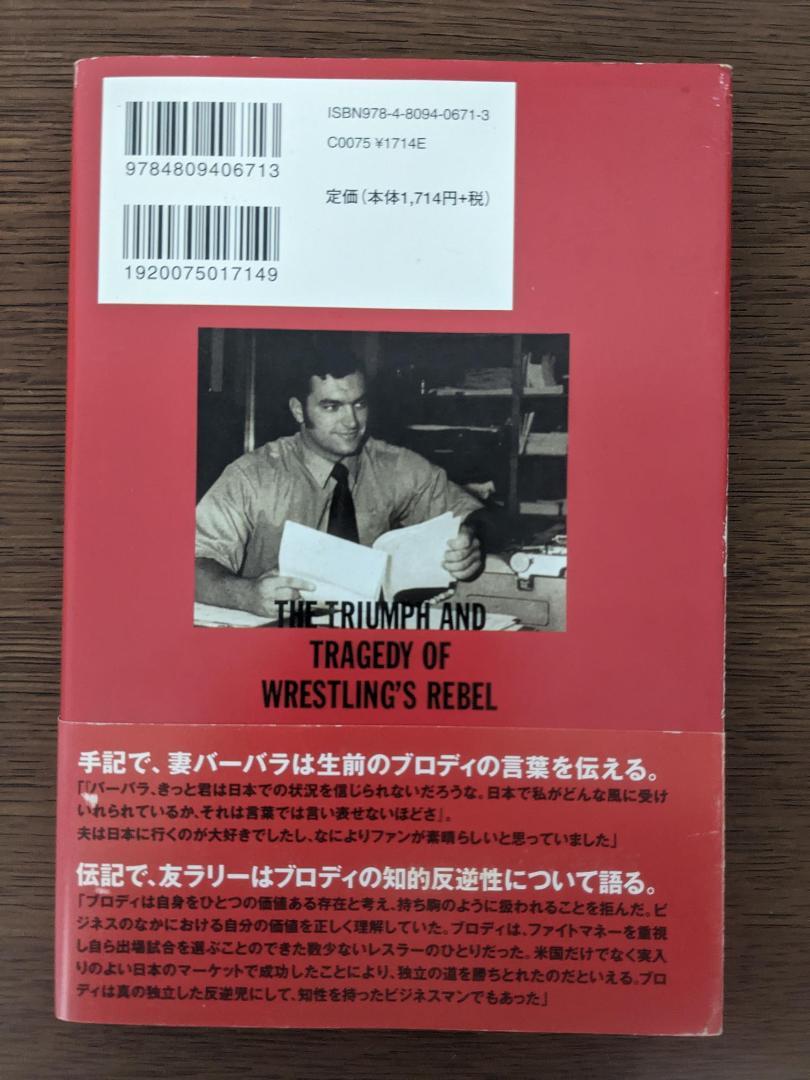 ISBN978-4-8094-0671-3
C0075 ¥1714E
定価(本体1,714円+税)
9784809406713
1920075017149
THE TRIUMPH AND
TRAGEDY OF
WRESTLING'S REBEL
手記で、妻バーバラは生前のブロディの言葉を伝える。
「『バーバラ、きっと君は日本での状況を信じられないだろうな。日本で私がどんな風に受け
いれられているか、それは言葉では言い表せないほどさ』。
夫は日本に行くのが大好きでしたし、なによりファンが素晴らしいと思っていました」
伝記で、友ラリーはブロディの知的反逆性について語る。
「ブロディは自身をひとつの価値ある存在と考え、持ち駒のように扱われることを拒んだ。ビ
ジネスのなかにおける自分の価値を正しく理解していた。ブロディは、ファイトマネーを重視
し自ら出場試合を選ぶことのできた数少ないレスラーのひとりだった。米国だけでなく実入
りのよい日本のマーケットで成功したことにより、独立の道を勝ちとれたのだといえる。ブロ
ディは真の独立した反逆児にして、知性を持ったビジネスマンでもあった」